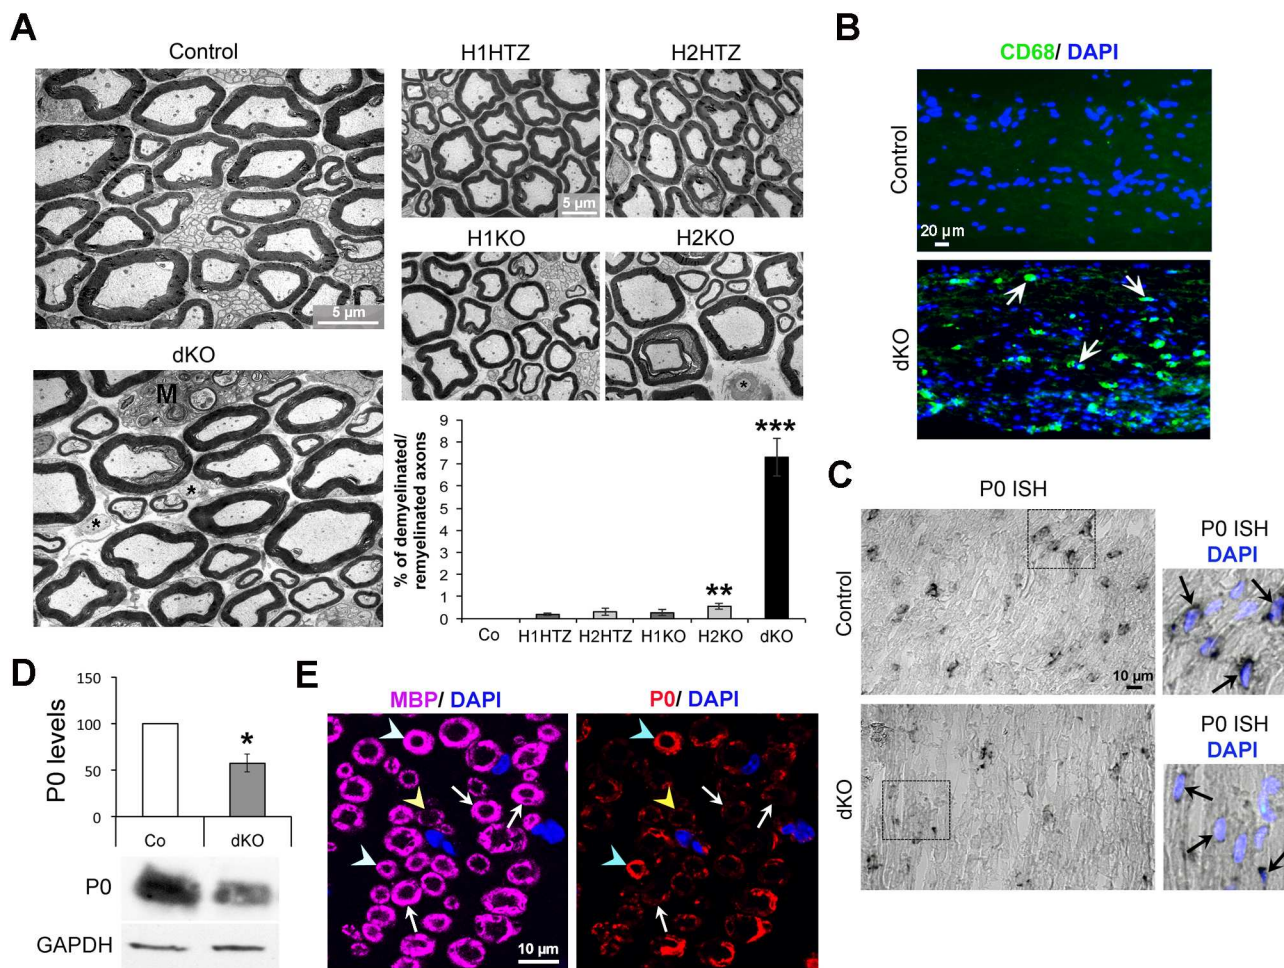 A
Control
5 µm
dKO
M
*
*
H1HTZ
H2HTZ
5 µm
H1KO
H2KO
*
% of demyelinated/
remyelinated axons
9
8
7
6
5
4
3
2
1
0
**
***
Co
H1HTZ
H2HTZ
H1KO
H2KO
dKO
B
CD68/ DAPI
Control
20 µm
dKO
C
P0 ISH
Control
10 µm
P0 ISH
DAPI
dKO
P0 ISH
DAPI
D
P0 levels
150
100
50
0
*
Co
dKO
P0
GAPDH
E
MBP/ DAPI
P0/ DAPI
10 µm